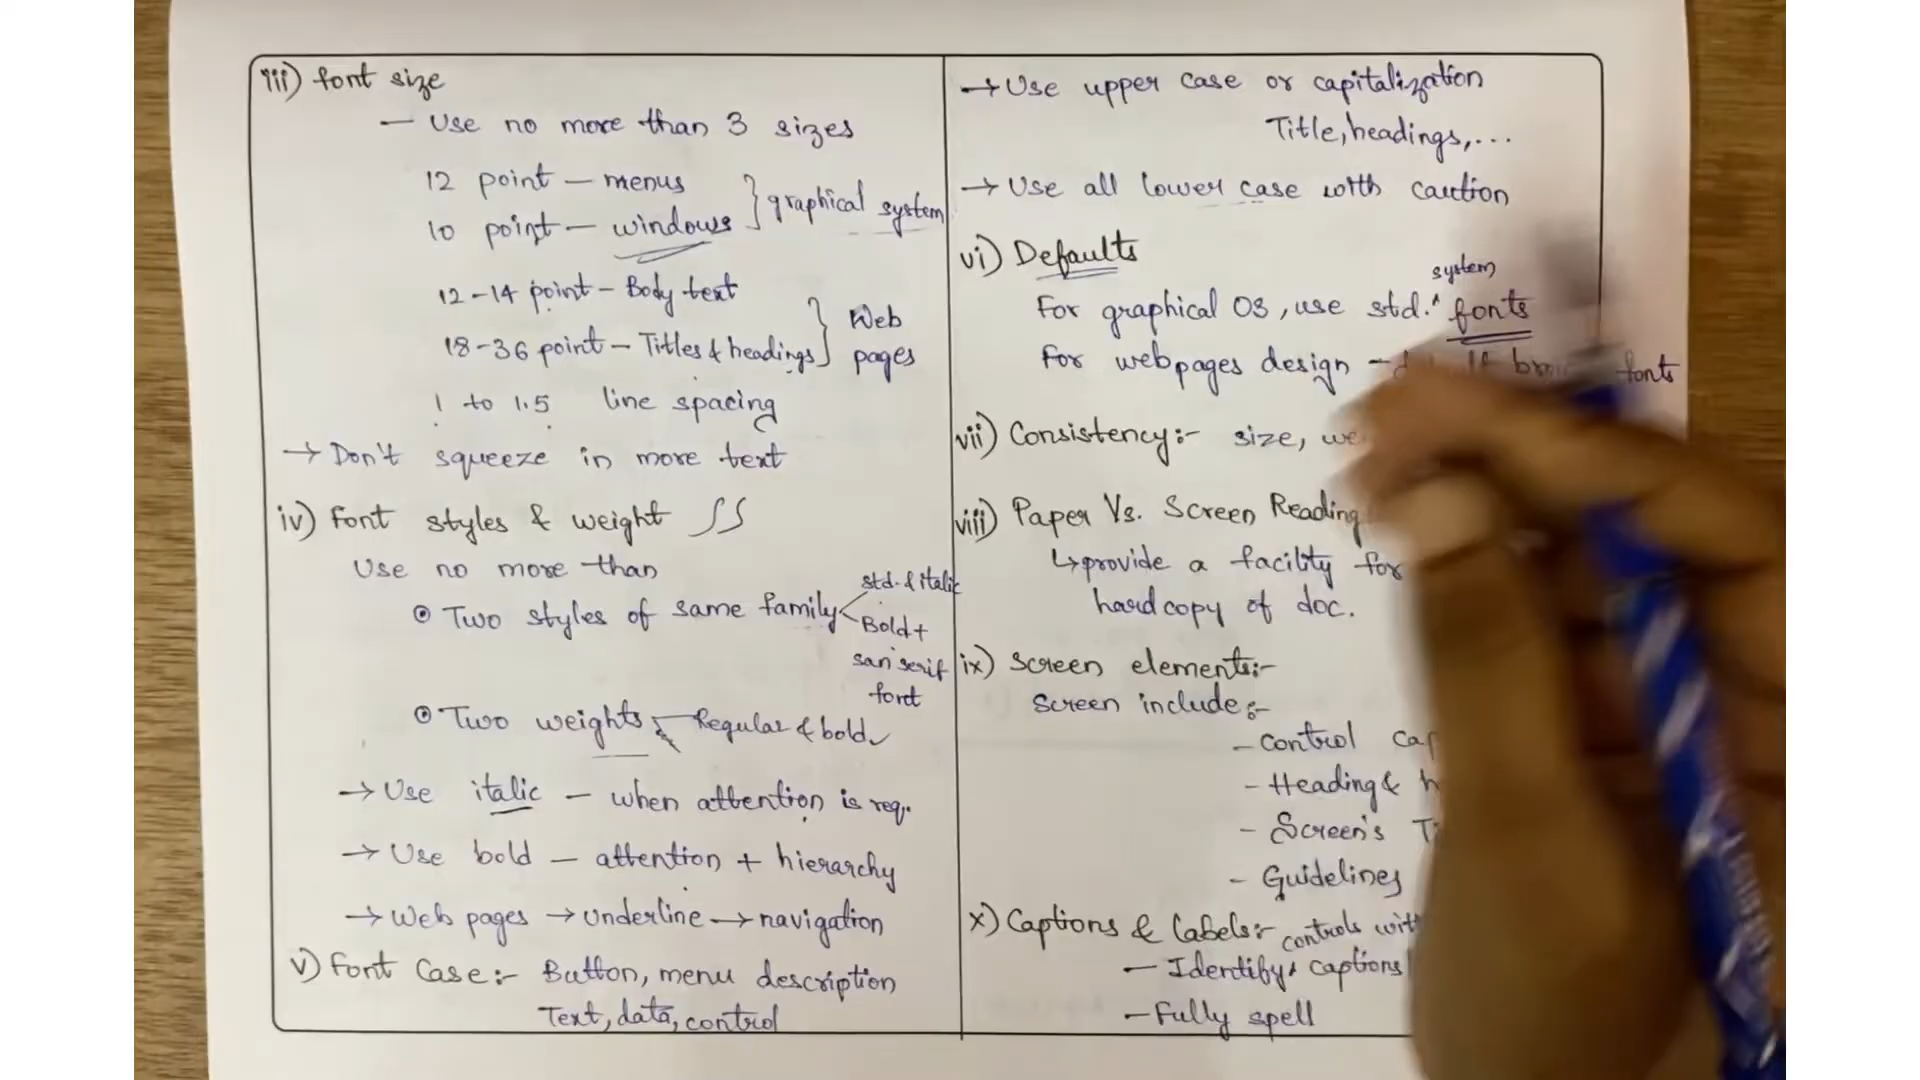 iii) font size
— Use no more than 3 sizes
12 point — menus
10 point — windows
graphical system
12-14 point - Body text
18-36 point - Titles & headings
Web
pages
1 to 1.5 line spacing
→ Don't squeeze in more text
iv) font styles & weight SS
Use no more than
⊙ Two styles of same family
std. & italic
Bold +
san serif
font
⊙ Two weights
Regular & bold
→ Use italic — when attention is req.
→ Use bold — attention + hierarchy
→ Web pages → underline → navigation
v) font Case:- Button, menu description
Text, data, control
→ Use upper case or capitalization
Title, headings, ...
→ Use all lower case with caution
vi) Defaults
system
For graphical OS, use std. ^ fonts
For webpages design - fonts
vii) Consistency:- size,
viii) Paper Vs. Screen Reading
↳ provide a facility for
hardcopy of doc.
ix) Screen elements:-
Screen include:-
- control
- Heading &
- Screen's
- Guidelines
x) Captions & Labels:- controls
— Identify captions
— Fully spell